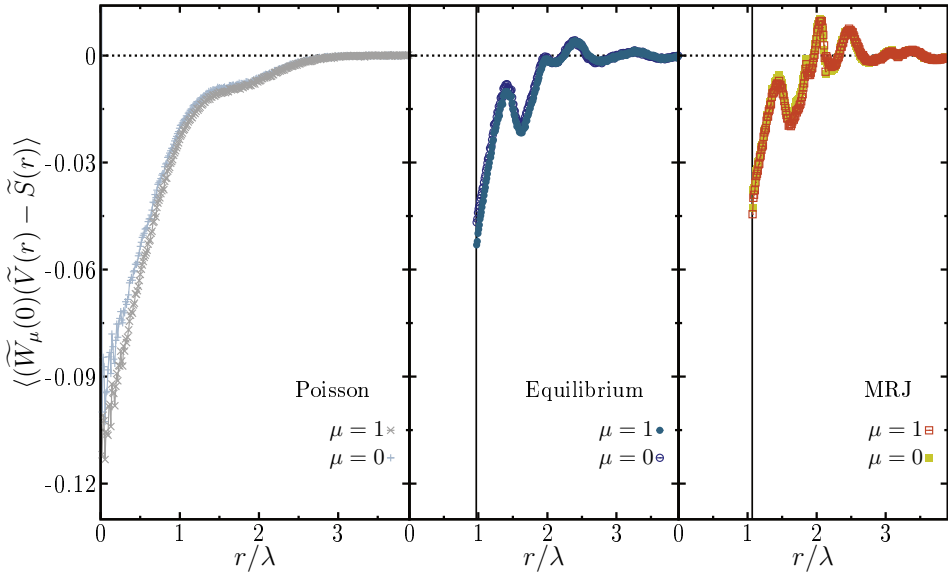 ⟨(W̃μ(0)(Ṽ(r) − S̃(r)⟩
0
-0.03
-0.06
-0.09
-0.12
Poisson
μ = 1
μ = 0
Equilibrium
μ = 1
μ = 0
MRJ
μ = 1
μ = 0
0 1 2 3 0 1 2 3 0 1 2 3
r/λ r/λ r/λ